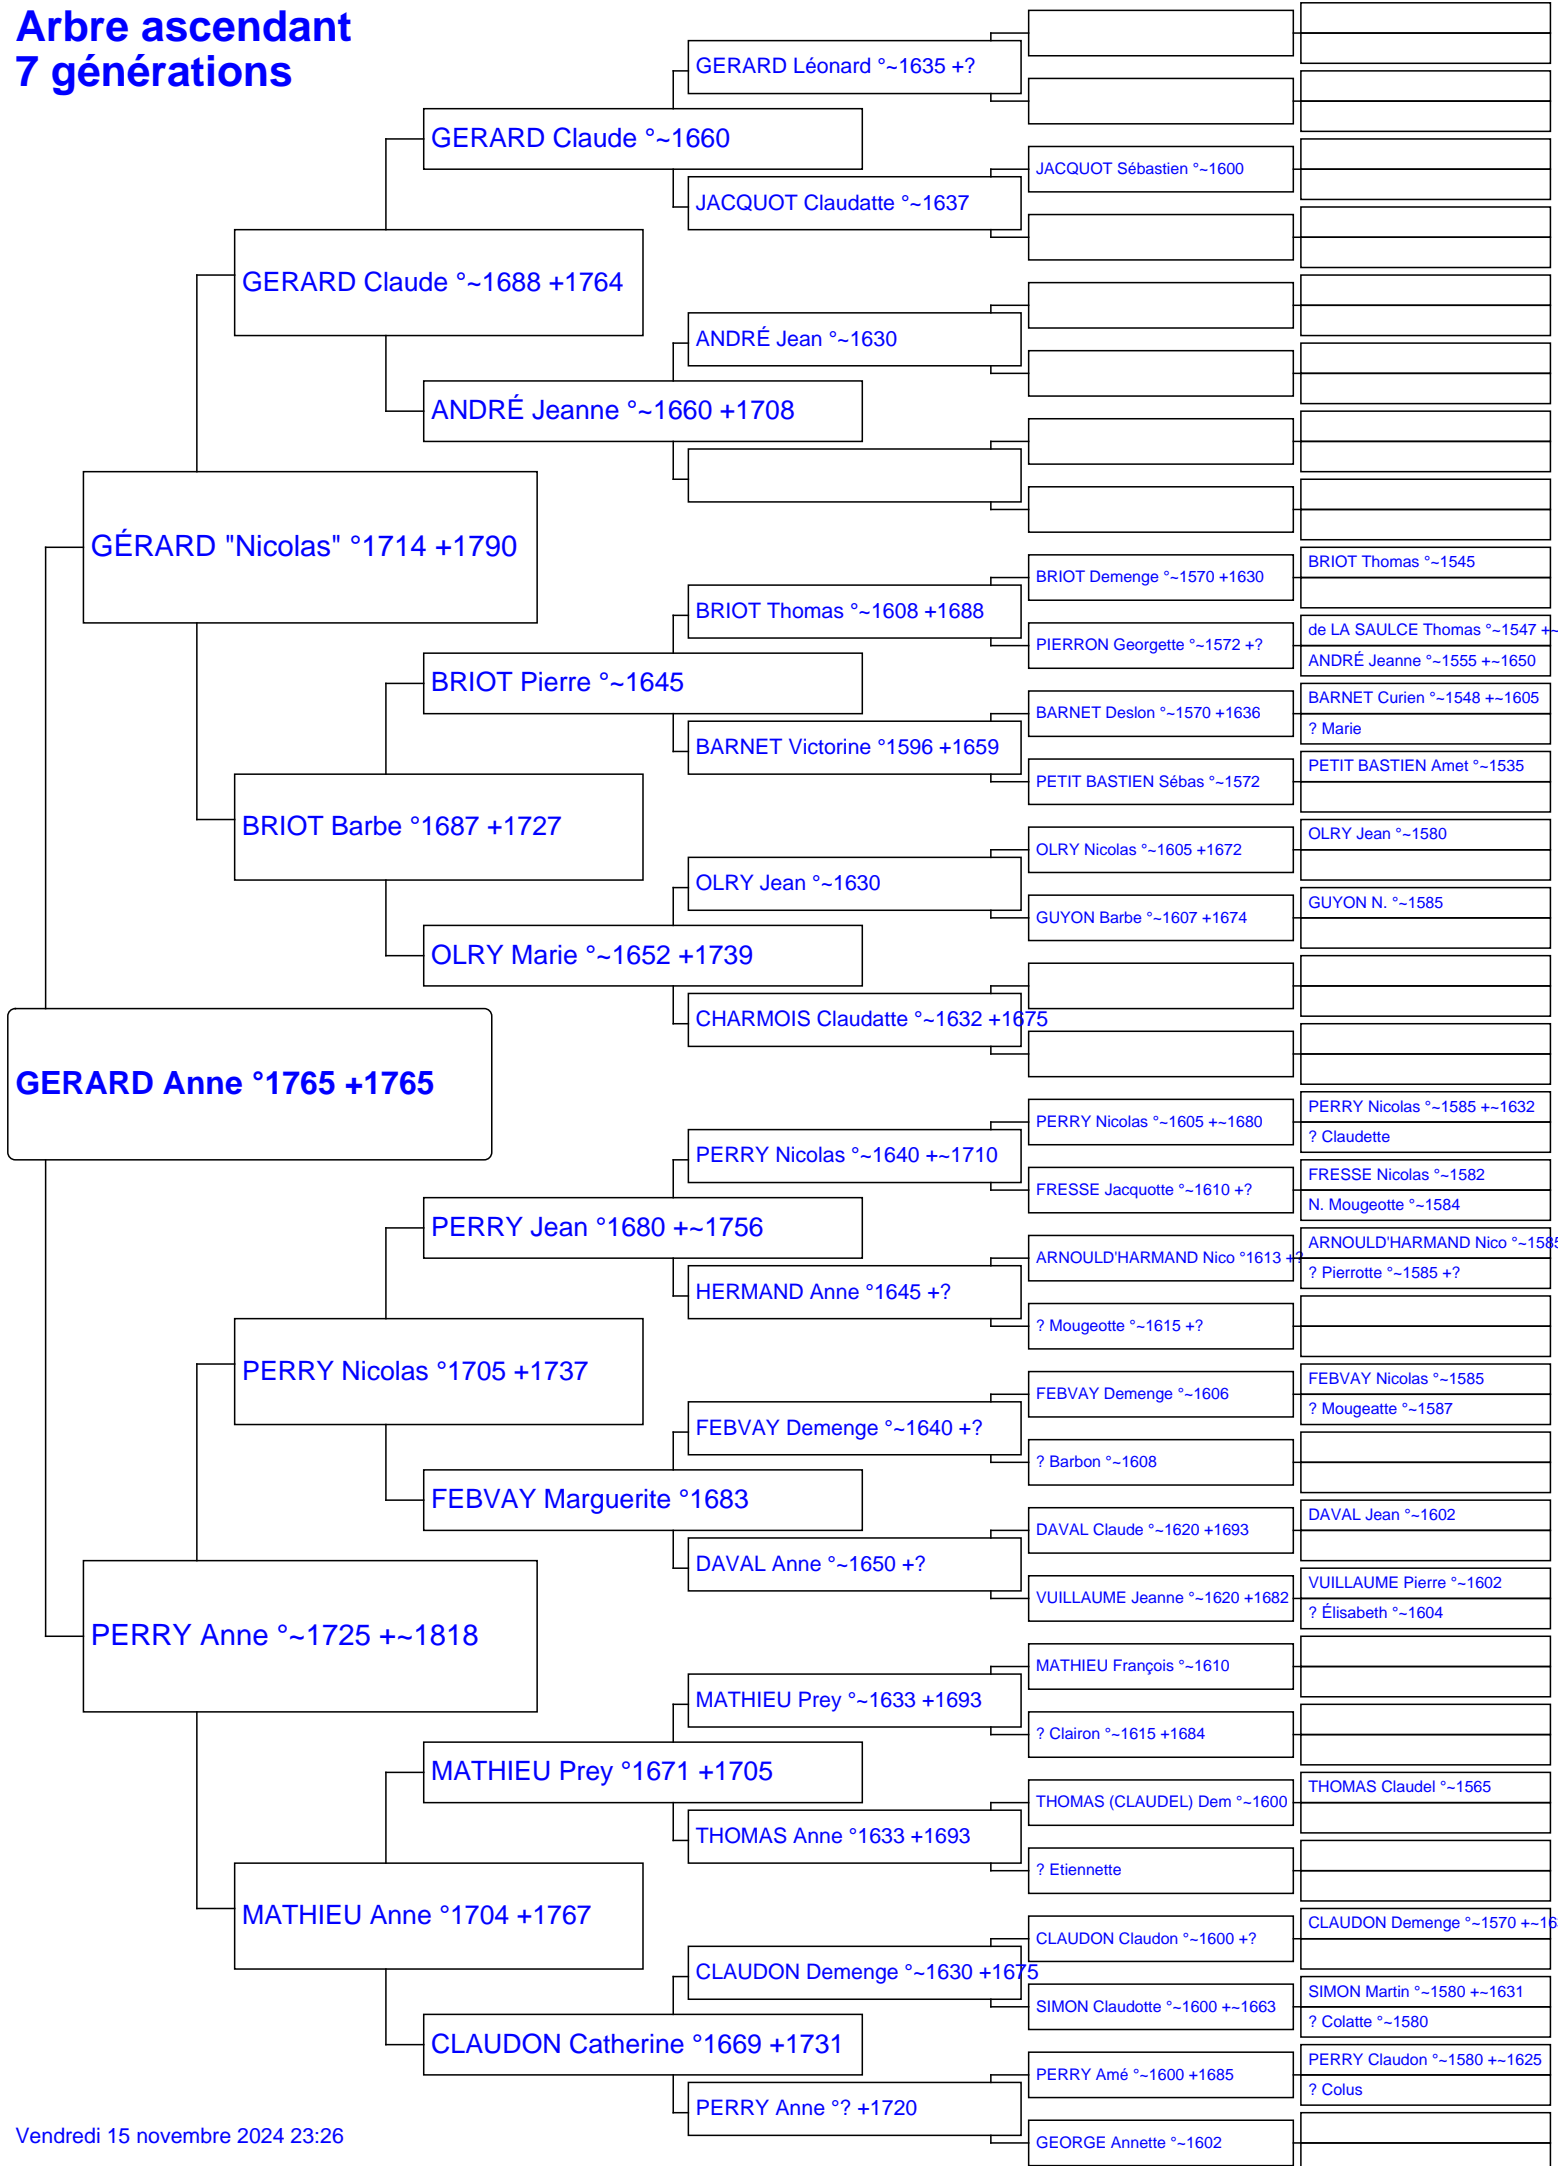 Arbre ascendant
7 générations
GERARD Léonard °~1635 +?
GERARD Claude °~1660
JACQUOT Sébastien °~1600
JACQUOT Claudatte °~1637
GERARD Claude °~1688 +1764
ANDRÉ Jean °~1630
ANDRÉ Jeanne °~1660 +1708
GÉRARD "Nicolas" °1714 +1790
BRIOT Thomas °~1545
BRIOT Demenge °~1570 +1630
BRIOT Thomas °~1608 +1688
de LA SAULCE Thomas °~1547 +~
PIERRON Georgette °~1572 +?
ANDRÉ Jeanne °~1555 +~1650
BRIOT Pierre °~1645
BARNET Curien °~1548 +~1605
BARNET Deslon °~1570 +1636
? Marie
BARNET Victorine °1596 +1659
PETIT BASTIEN Amet °~1535
PETIT BASTIEN Sébas °~1572
BRIOT Barbe °1687 +1727
OLRY Jean °~1580
OLRY Nicolas °~1605 +1672
OLRY Jean °~1630
GUYON N. °~1585
GUYON Barbe °~1607 +1674
OLRY Marie °~1652 +1739
CHARMOIS Claudatte °~1632 +1675
GERARD Anne °1765 +1765
PERRY Nicolas °~1585 +~1632
PERRY Nicolas °~1605 +~1680
? Claudette
PERRY Nicolas °~1640 +~1710
FRESSE Nicolas °~1582
FRESSE Jacquotte °~1610 +?
N. Mougeotte °~1584
PERRY Jean °1680 +~1756
ARNOULD'HARMAND Nico °~1585
ARNOULD'HARMAND Nico °1613 +?
? Pierrotte °~1585 +?
HERMAND Anne °1645 +?
? Mougeotte °~1615 +?
PERRY Nicolas °1705 +1737
FEBVAY Nicolas °~1585
FEBVAY Demenge °~1606
? Mougeatte °~1587
FEBVAY Demenge °~1640 +?
? Barbon °~1608
FEBVAY Marguerite °1683
DAVAL Jean °~1602
DAVAL Claude °~1620 +1693
DAVAL Anne °~1650 +?
VUILLAUME Pierre °~1602
VUILLAUME Jeanne °~1620 +1682
? Élisabeth °~1604
PERRY Anne °~1725 +~1818
MATHIEU François °~1610
MATHIEU Prey °~1633 +1693
? Clairon °~1615 +1684
MATHIEU Prey °1671 +1705
THOMAS Claudel °~1565
THOMAS (CLAUDEL) Dem °~1600
THOMAS Anne °1633 +1693
? Etiennette
MATHIEU Anne °1704 +1767
CLAUDON Demenge °~1570 +~16
CLAUDON Claudon °~1600 +?
CLAUDON Demenge °~1630 +1675
SIMON Martin °~1580 +~1631
SIMON Claudotte °~1600 +~1663
? Colatte °~1580
CLAUDON Catherine °1669 +1731
PERRY Claudon °~1580 +~1625
PERRY Amé °~1600 +1685
? Colus
PERRY Anne °? +1720
GEORGE Annette °~1602
Vendredi 15 novembre 2024 23:26